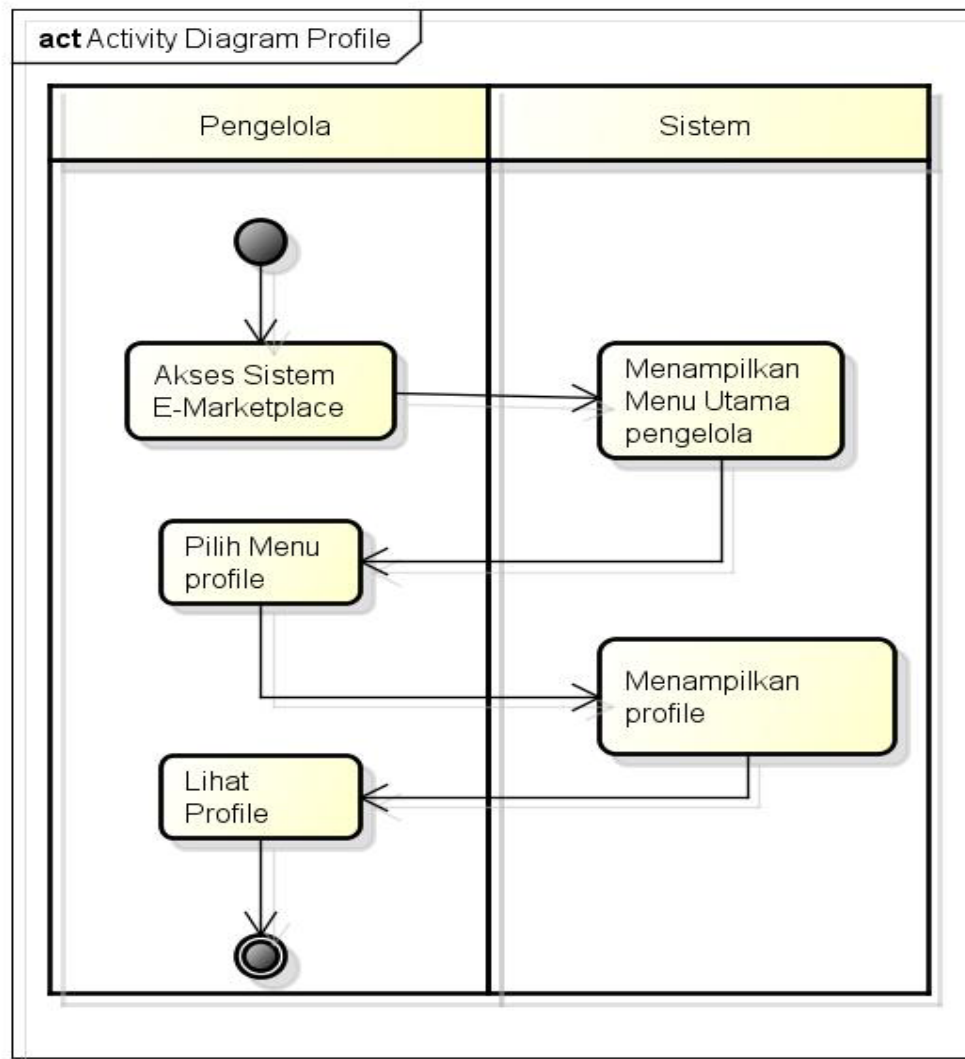 act Activity Diagram Profile
Pengelola
Sistem
Akses Sistem
E-Marketplace
Menampilkan
Menu Utama
pengelola
Pilih Menu
profile
Menampilkan
profile
Lihat
Profile